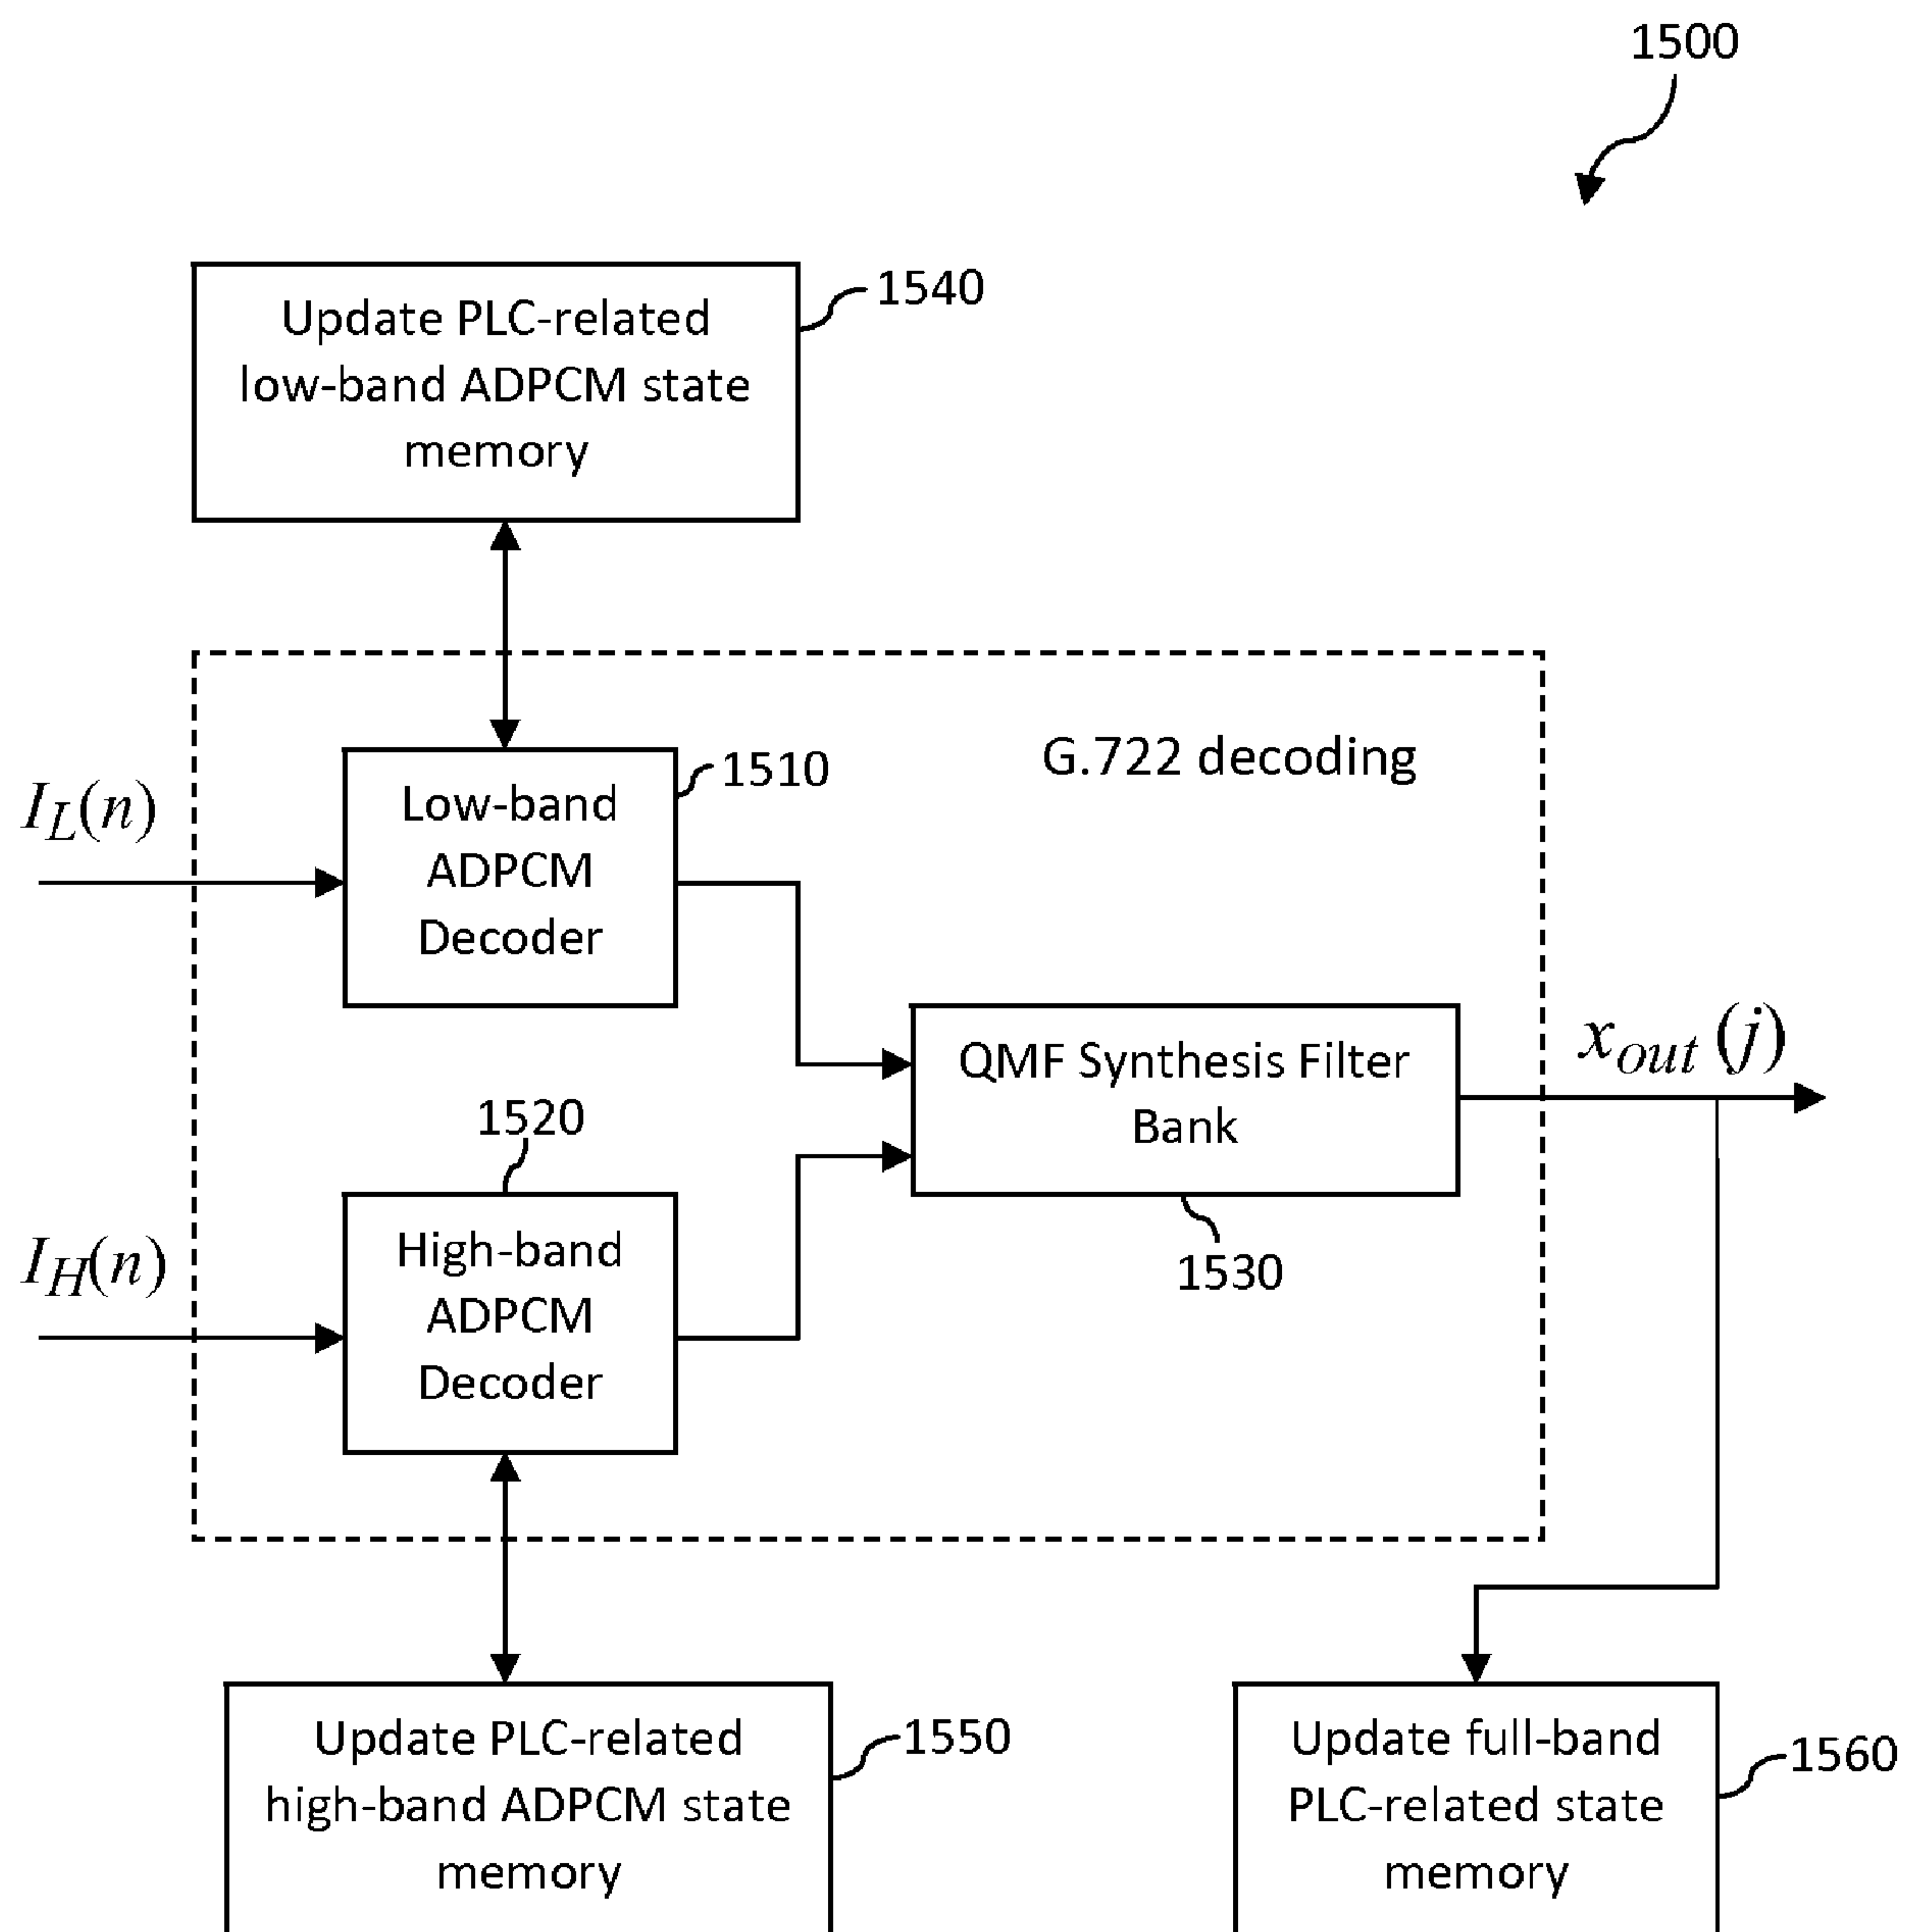 1500
Update PLC-related
low-band ADPCM state
memory
1540
G.722 decoding
I_L(n)
Low-band
ADPCM
Decoder
1510
QMF Synthesis Filter
Bank
1530
x_out (j)
1520
I_H(n)
High-band
ADPCM
Decoder
Update PLC-related
high-band ADPCM state
memory
1550
Update full-band
PLC-related state
memory
1560